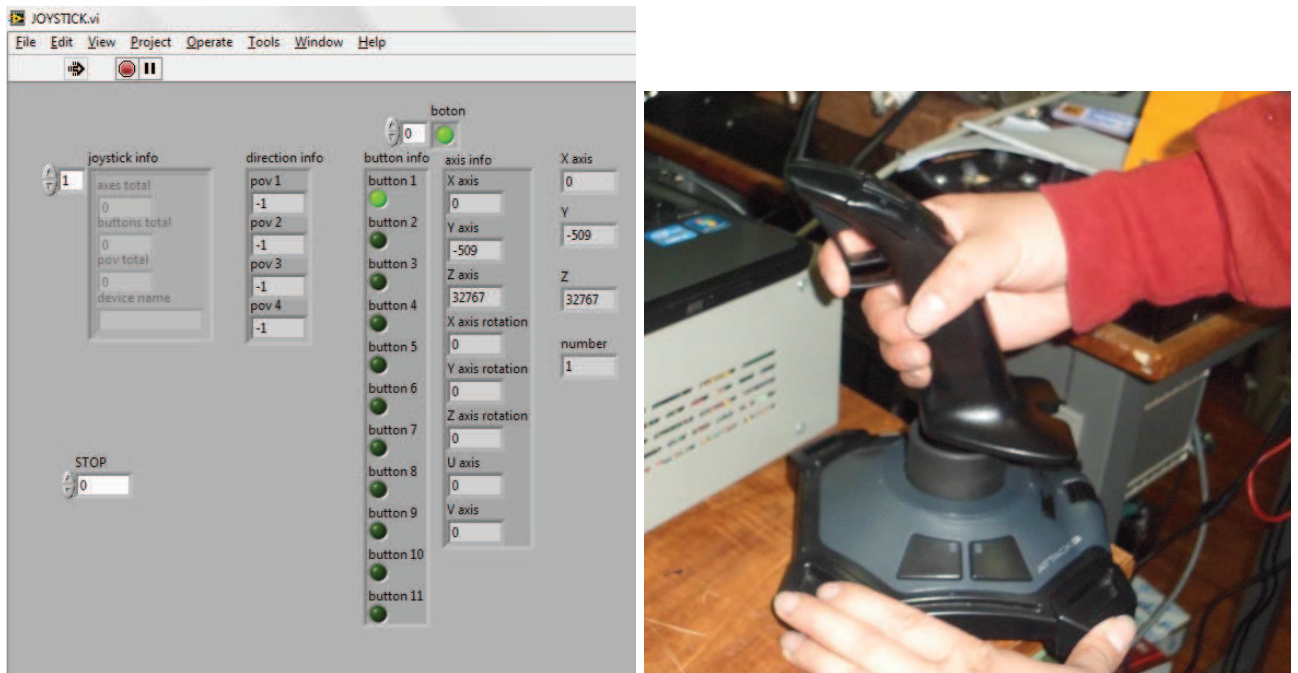 JOYSTICK.vi
File Edit View Project Operate Tools Window Help
boton
0
joystick info
1
axes total
0
buttons total
0
pov total
0
device name
direction info
pov 1
-1
pov 2
-1
pov 3
-1
pov 4
-1
button info
button 1
button 2
button 3
button 4
button 5
button 6
button 7
button 8
button 9
button 10
button 11
axis info
X axis
0
Y axis
-509
Z axis
32767
X axis rotation
0
Y axis rotation
0
Z axis rotation
0
U axis
0
V axis
0
X axis
0
Y
-509
Z
32767
number
1
STOP
0
ATTACK